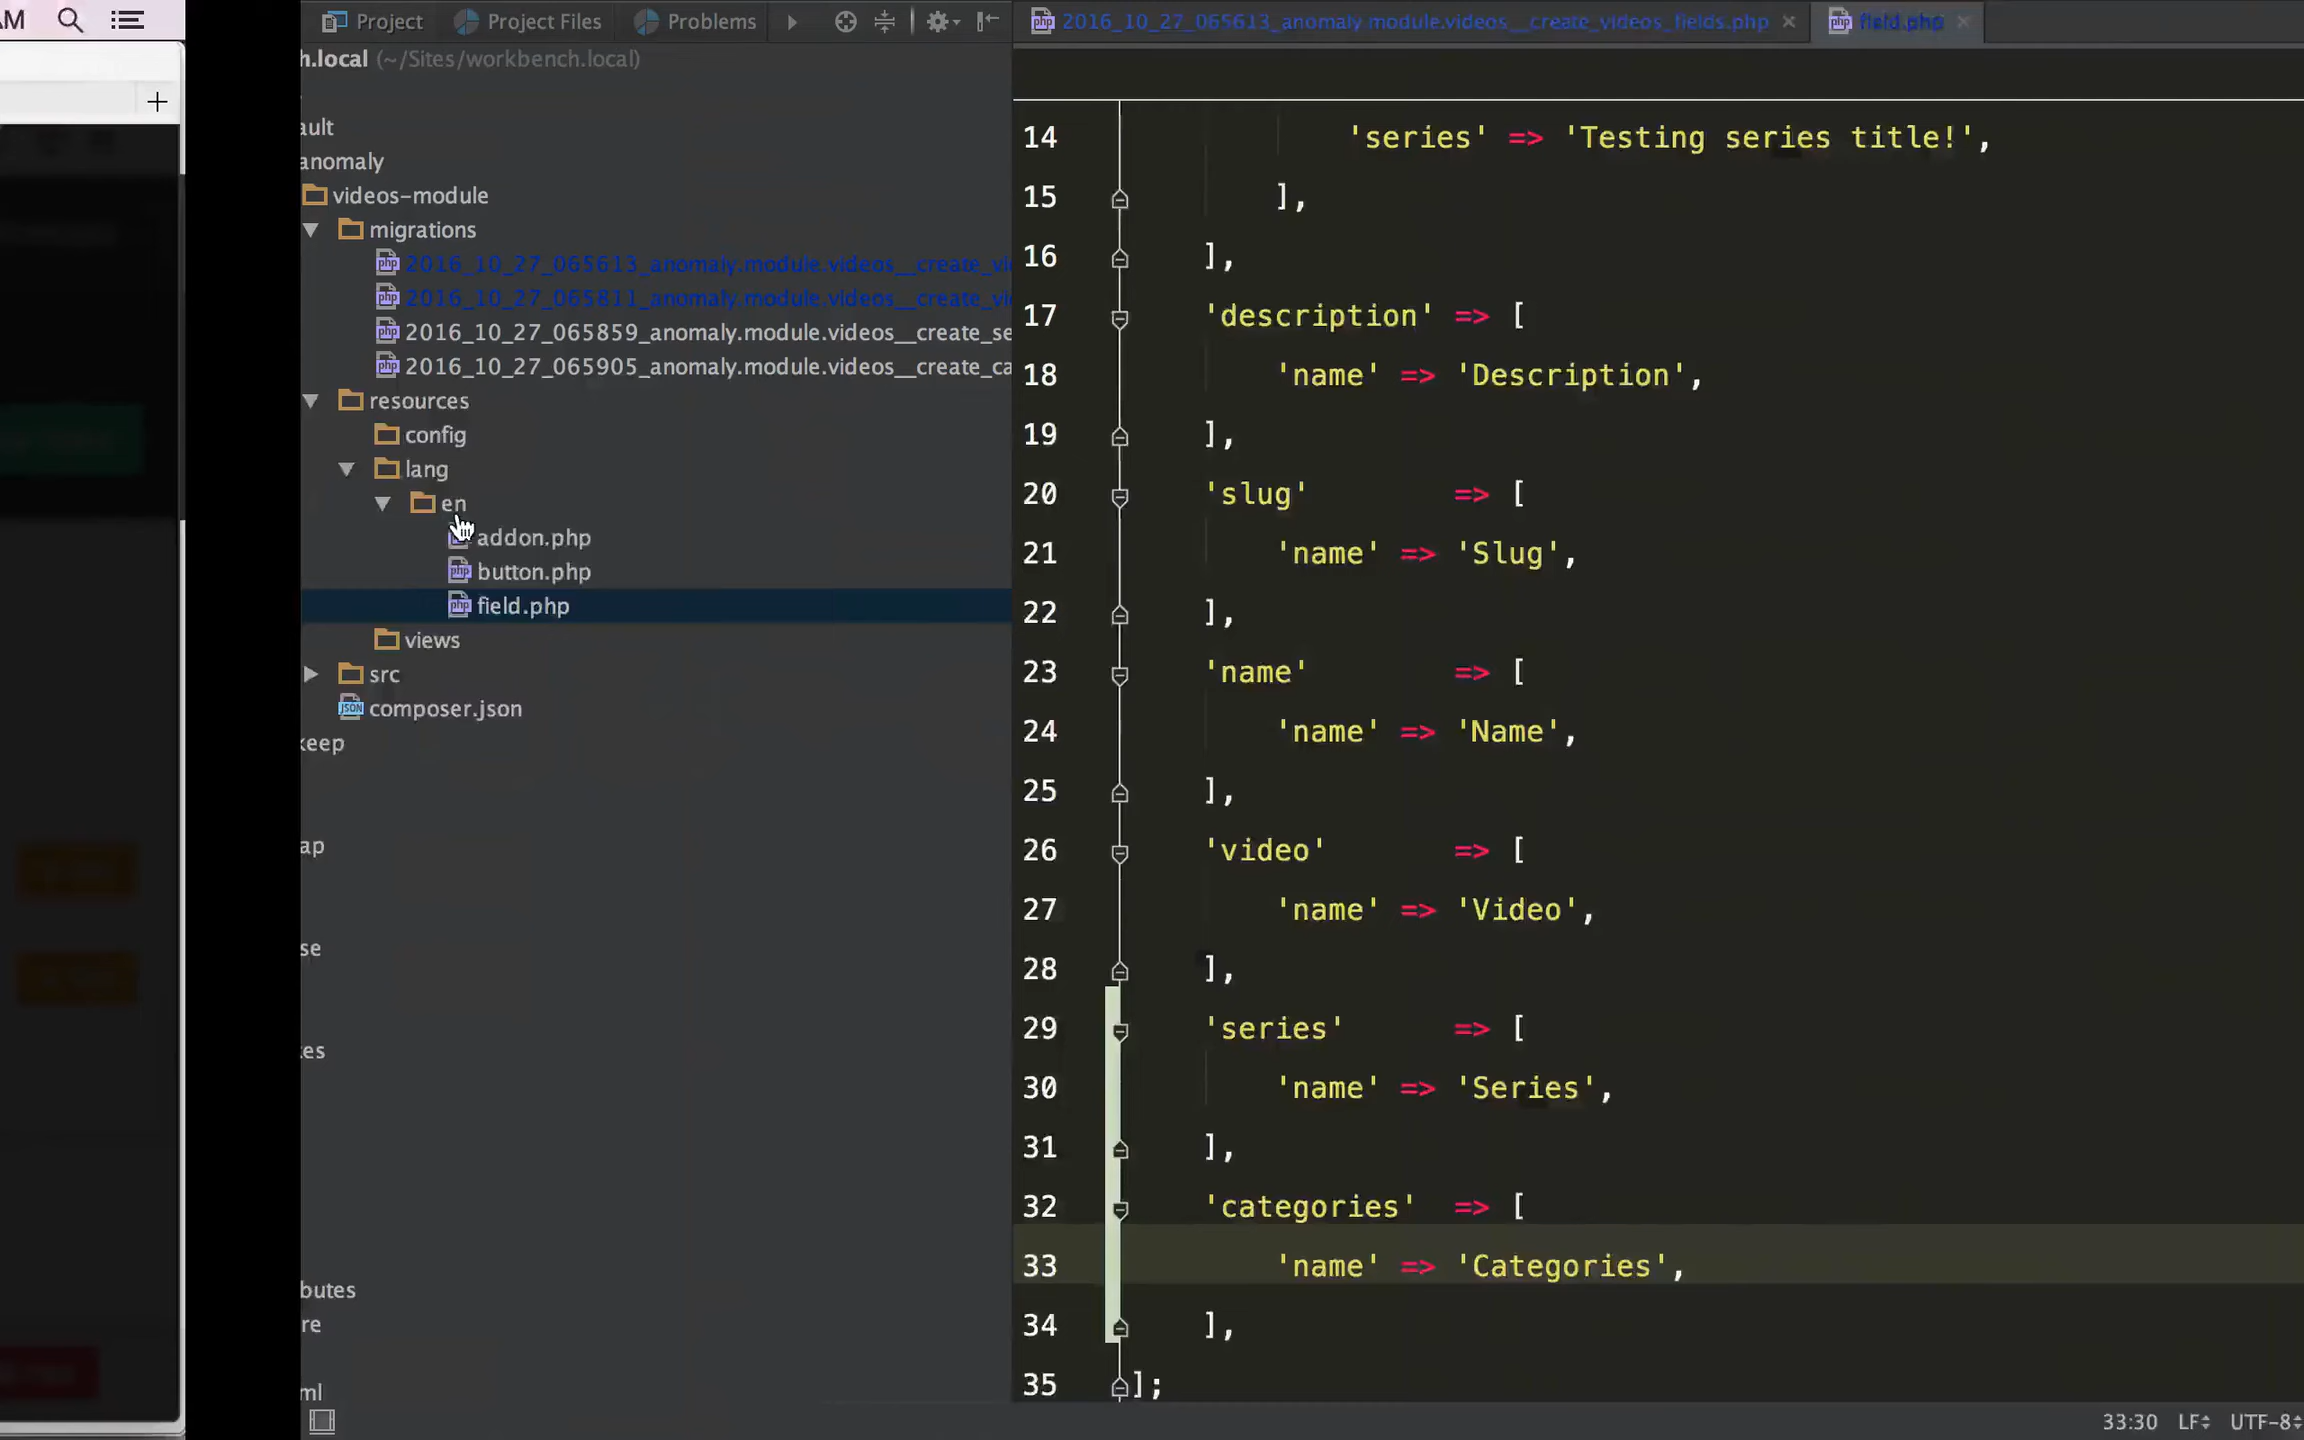 AM
Project
Project Files
Problems
2016_10_27_065613_anomaly.module.videos__create_videos_fields.php
field.php
h.local (~/Sites/workbench.local)
ault
anomaly
videos-module
migrations
2016_10_27_065613_anomaly.module.videos__create_vi
2016_10_27_065811_anomaly.module.videos__create_vi
2016_10_27_065859_anomaly.module.videos__create_se
2016_10_27_065905_anomaly.module.videos__create_ca
resources
config
lang
en
addon.php
button.php
field.php
views
src
composer.json
keep
ap
se
tes
butes
re
ml
14 'series' => 'Testing series title!',
15 ],
16 ],
17 'description' => [
18 'name' => 'Description',
19 ],
20 'slug' => [
21 'name' => 'Slug',
22 ],
23 'name' => [
24 'name' => 'Name',
25 ],
26 'video' => [
27 'name' => 'Video',
28 ],
29 'series' => [
30 'name' => 'Series',
31 ],
32 'categories' => [
33 'name' => 'Categories',
34 ],
35 ];
33:30 LF UTF-8